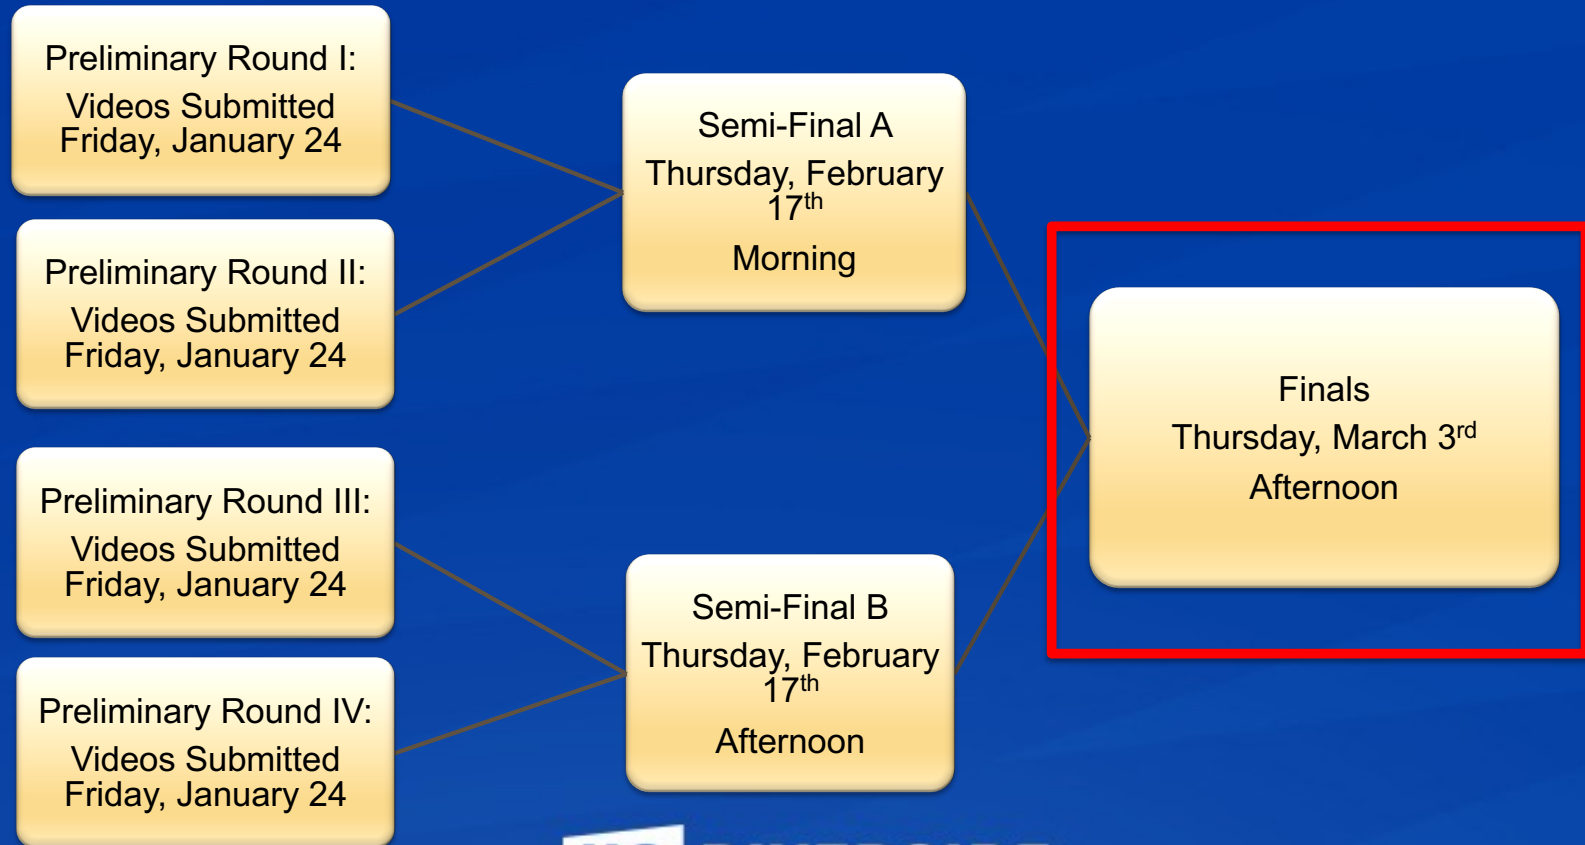 Preliminary Round I:
Videos Submitted
Friday, January 24
Preliminary Round II:
Videos Submitted
Friday, January 24
Preliminary Round III:
Videos Submitted
Friday, January 24
Preliminary Round IV:
Videos Submitted
Friday, January 24
Semi-Final A
Thursday, February
17th
Morning
Semi-Final B
Thursday, February
17th
Afternoon
Finals
Thursday, March 3rd
Afternoon